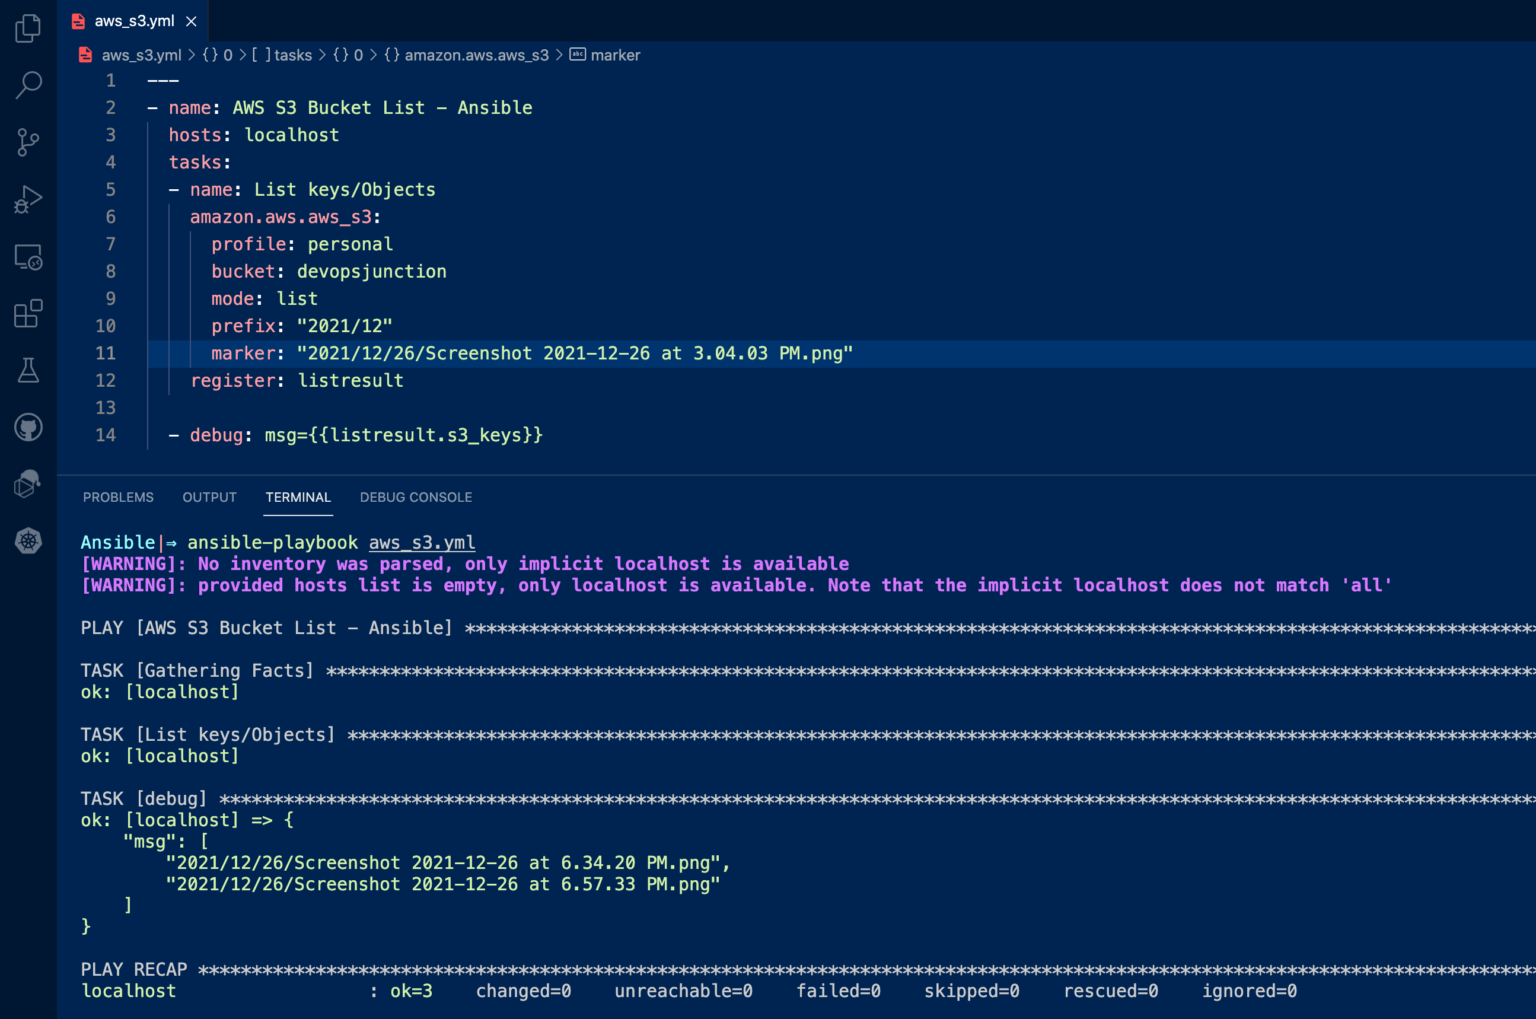 aws_s3.yml ×
aws_s3.yml > {} 0 > [ ] tasks > {} 0 > {} amazon.aws.aws_s3 > abc marker
1 ---
2 - name: AWS S3 Bucket List - Ansible
3 hosts: localhost
4 tasks:
5 - name: List keys/Objects
6 amazon.aws.aws_s3:
7 profile: personal
8 bucket: devopsjunction
9 mode: list
10 prefix: "2021/12"
11 marker: "2021/12/26/Screenshot 2021-12-26 at 3.04.03 PM.png"
12 register: listresult
13
14 - debug: msg={{listresult.s3_keys}}
PROBLEMS OUTPUT TERMINAL DEBUG CONSOLE
Ansible|⇒ ansible-playbook aws_s3.yml
[WARNING]: No inventory was parsed, only implicit localhost is available
[WARNING]: provided hosts list is empty, only localhost is available. Note that the implicit localhost does not match 'all'
PLAY [AWS S3 Bucket List - Ansible] ****************************************************************************************************
TASK [Gathering Facts] *****************************************************************************************************************
ok: [localhost]
TASK [List keys/Objects] ***************************************************************************************************************
ok: [localhost]
TASK [debug] ***************************************************************************************************************************
ok: [localhost] => {
"msg": [
"2021/12/26/Screenshot 2021-12-26 at 6.34.20 PM.png",
"2021/12/26/Screenshot 2021-12-26 at 6.57.33 PM.png"
]
}
PLAY RECAP *****************************************************************************************************************************
localhost : ok=3 changed=0 unreachable=0 failed=0 skipped=0 rescued=0 ignored=0